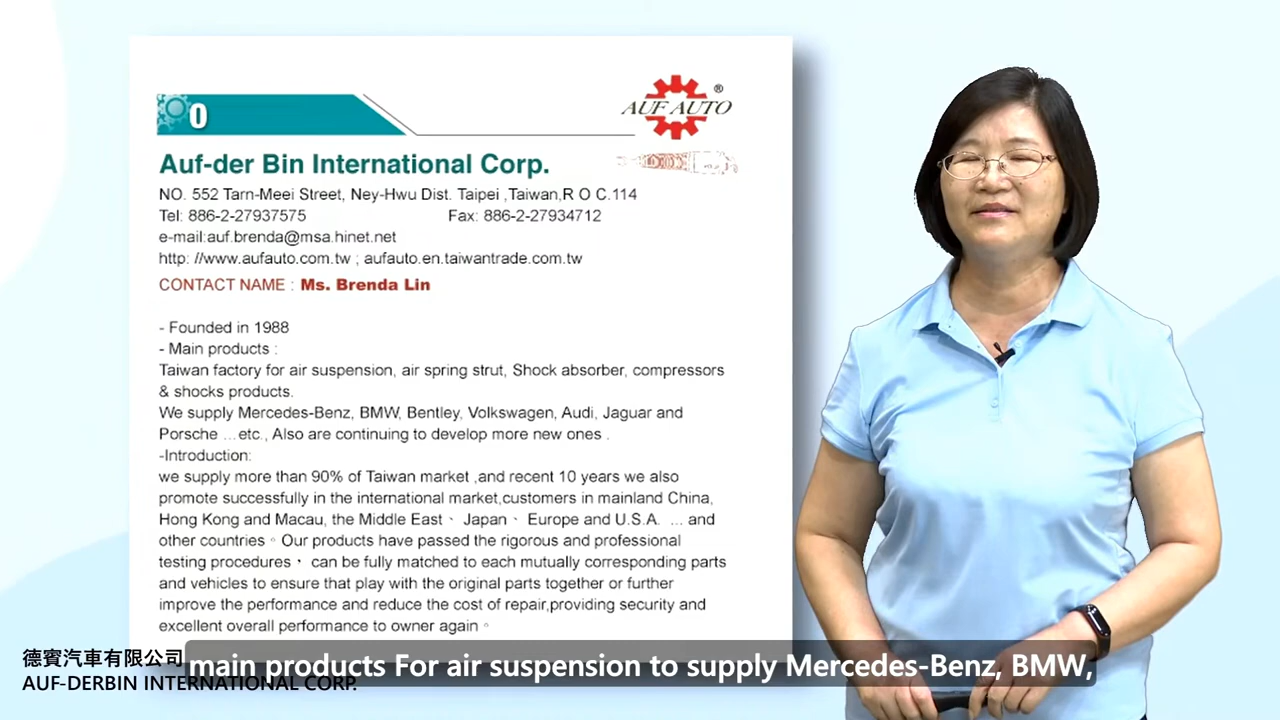 0
AUF AUTO ®
Auf-der Bin International Corp.
NO. 552 Tarn-Meei Street, Ney-Hwu Dist. Taipei ,Taiwan,R O C.114
Tel: 886-2-27937575 Fax: 886-2-27934712
e-mail:auf.brenda@msa.hinet.net
http: //www.aufauto.com.tw ; aufauto.en.taiwantrade.com.tw
CONTACT NAME : Ms. Brenda Lin
- Founded in 1988
- Main products :
Taiwan factory for air suspension, air spring strut, Shock absorber, compressors
& shocks products.
We supply Mercedes-Benz, BMW, Bentley, Volkswagen, Audi, Jaguar and
Porsche ...etc., Also are continuing to develop more new ones .
-Introduction:
we supply more than 90% of Taiwan market ,and recent 10 years we also
promote successfully in the international market,customers in mainland China,
Hong Kong and Macau, the Middle East、 Japan、 Europe and U.S.A. ... and
other countries。Our products have passed the rigorous and professional
testing procedures， can be fully matched to each mutually corresponding parts
and vehicles to ensure that play with the original parts together or further
improve the performance and reduce the cost of repair,providing security and
excellent overall performance to owner again。
德賓汽車有限公司
AUF-DERBIN INTERNATIONAL CORP.
main products For air suspension to supply Mercedes-Benz, BMW,